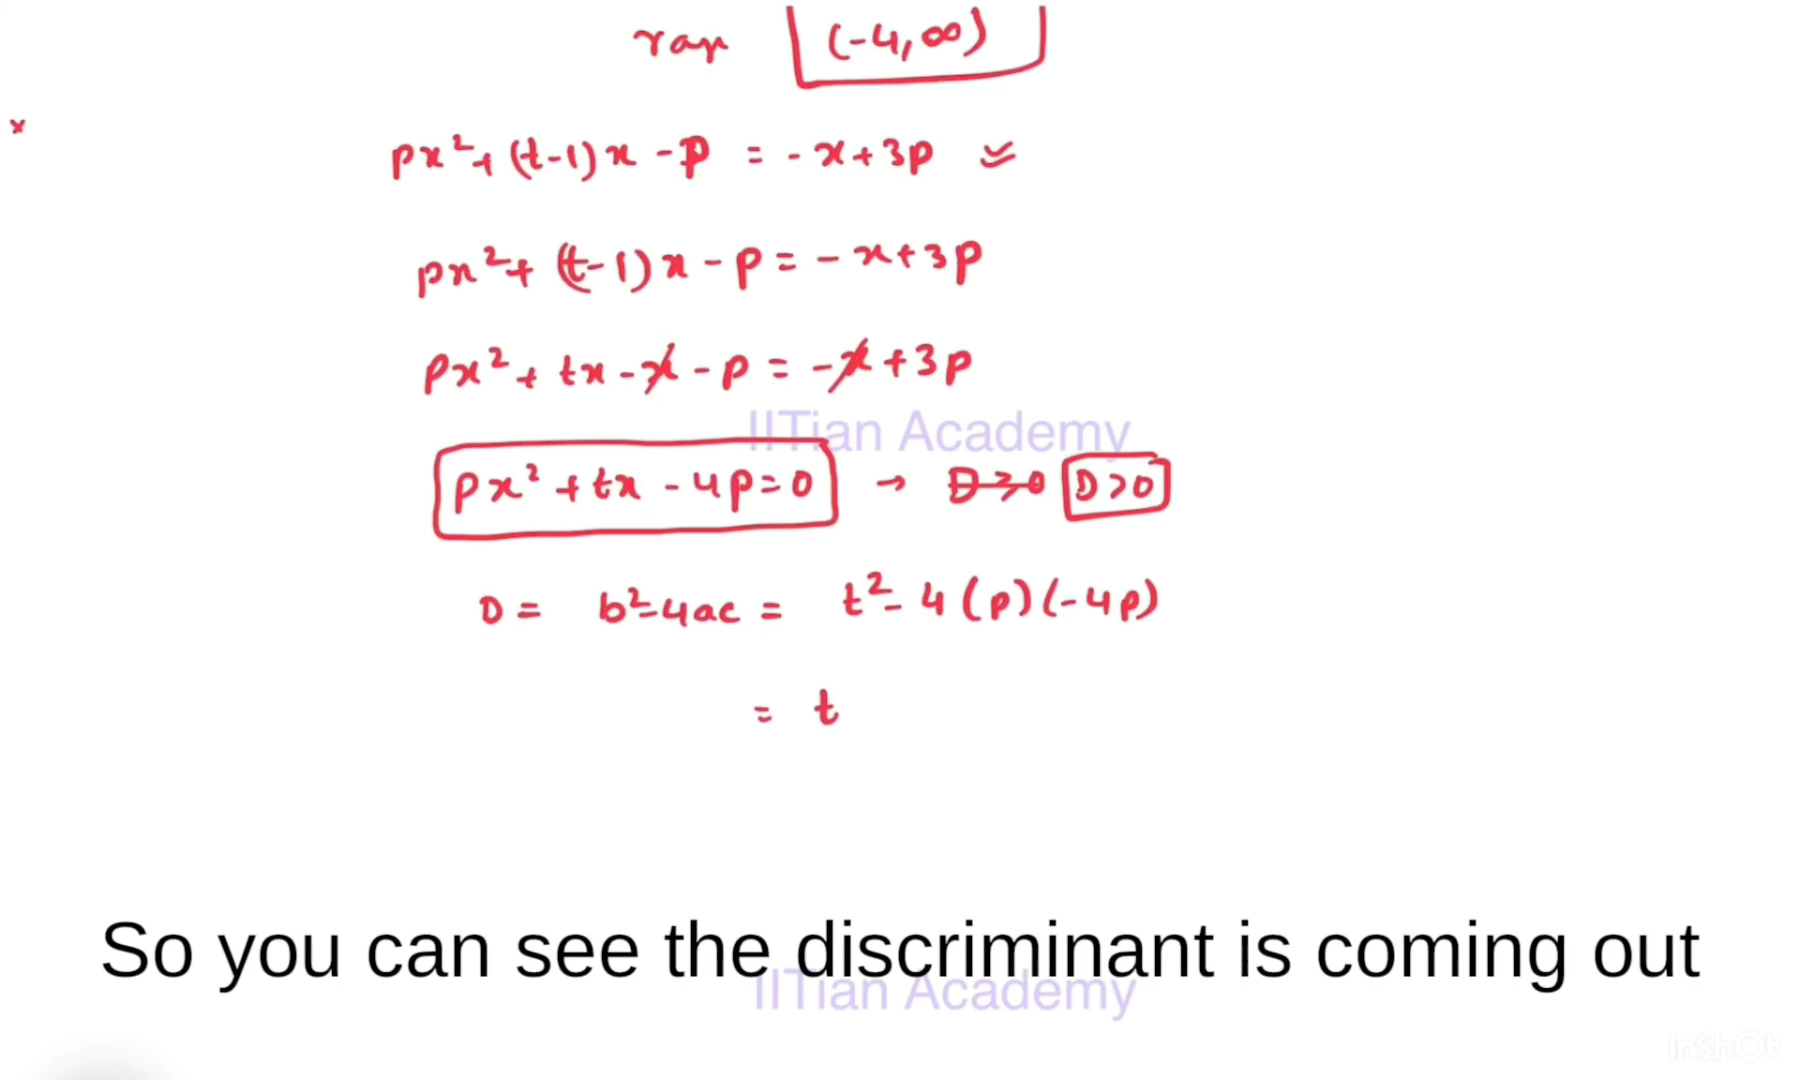 ran (-4, ∞)
x
px² + (t-1)x - p = -x + 3p
px² + (t-1)x - p = -x + 3p
px² + tx - x - p = -x + 3p
IITian Academy
px² + tx - 4p = 0 → D ≥ 0 D > 0
D = b² - 4ac = t² - 4(p)(-4p)
= t
So you can see the discriminant is coming out
IITian Academy
InShOt